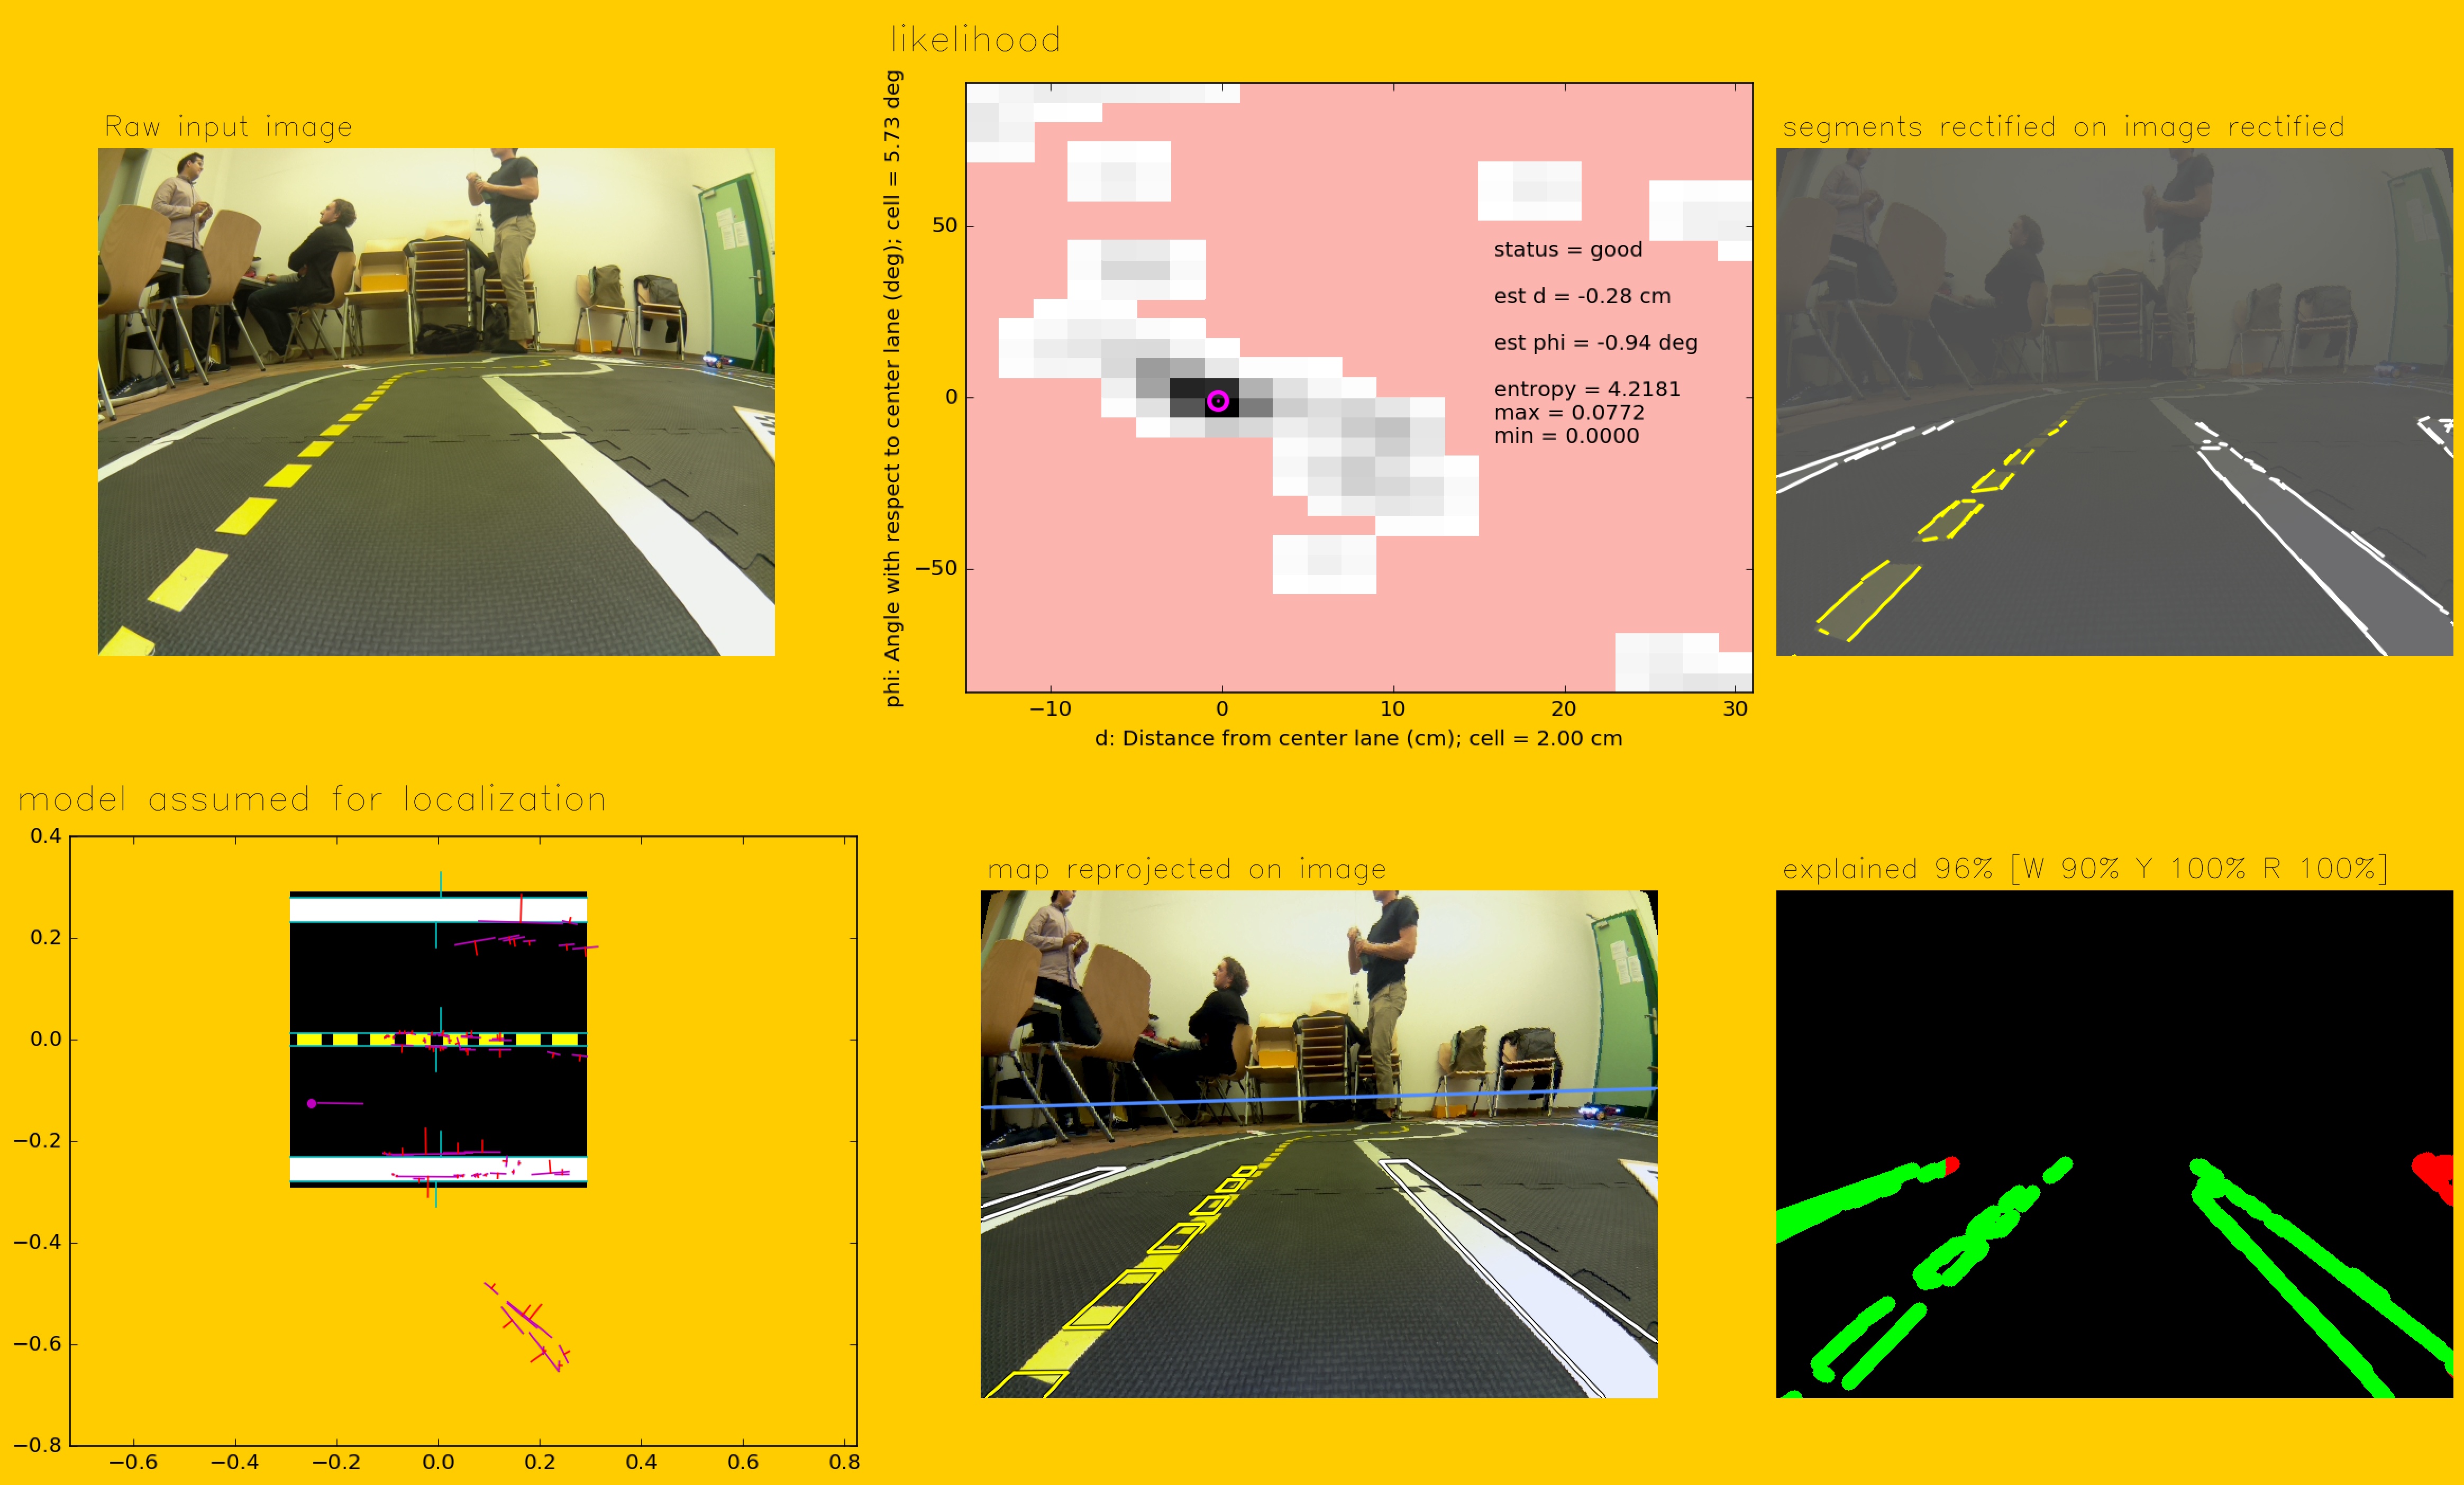 likelihood
Raw input image
segments rectified on image rectified
phi: Angle with respect to center lane (deg); cell = 5.73 deg
50
0
−50
status = good
est d = -0.28 cm
est phi = -0.94 deg
entropy = 4.2181
max = 0.0772
min = 0.0000
−10
0
10
20
30
d: Distance from center lane (cm); cell = 2.00 cm
model assumed for localization
0.4
0.2
0.0
−0.2
−0.4
−0.6
−0.8
−0.6
−0.4
−0.2
0.0
0.2
0.4
0.6
0.8
map reprojected on image
explained 96% [W 90% Y 100% R 100%]